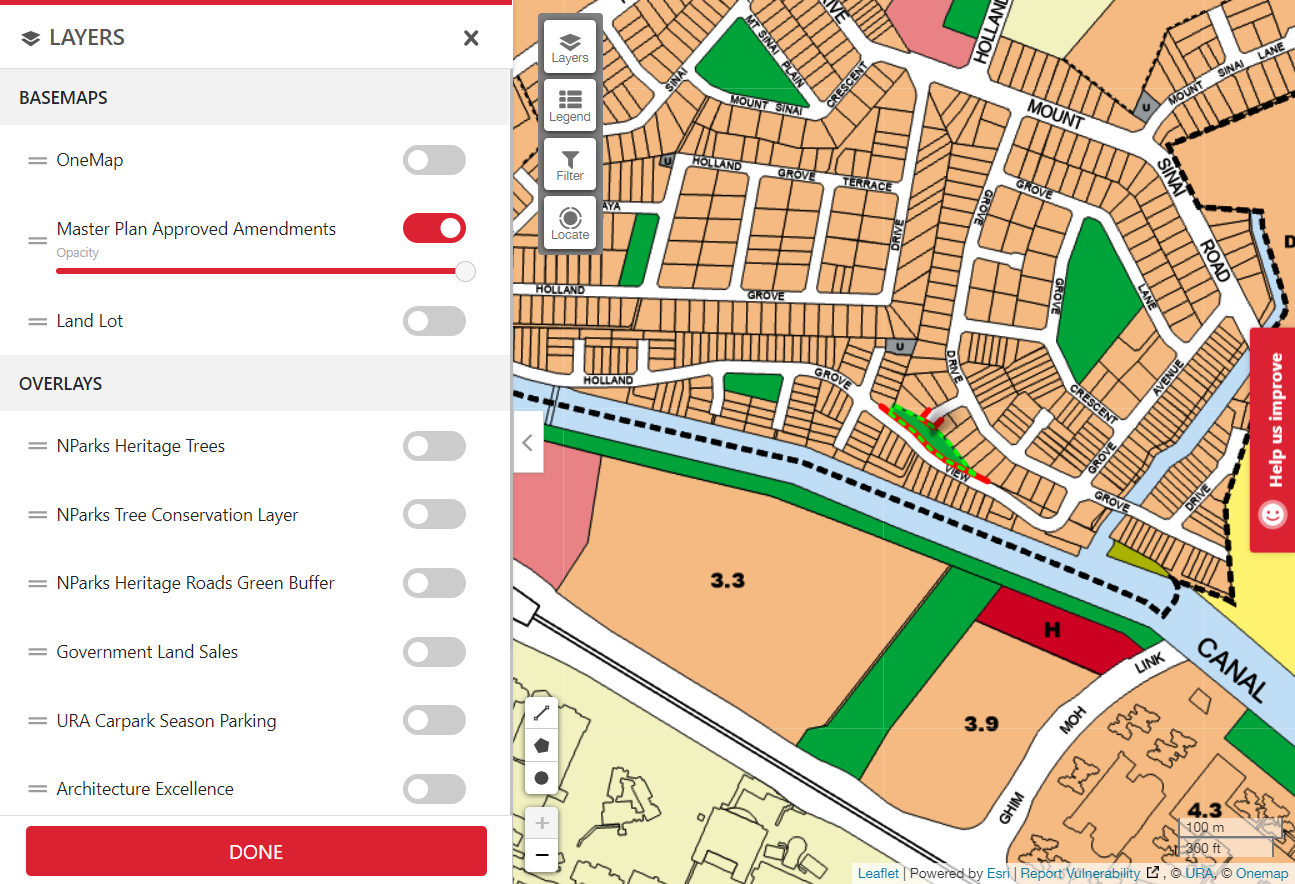 LAYERS
BASEMAPS
OneMap
Master Plan Approved Amendments
Opacity
Land Lot
OVERLAYS
NParks Heritage Trees
NParks Tree Conservation Layer
NParks Heritage Roads Green Buffer
Government Land Sales
URA Carpark Season Parking
Architecture Excellence
DONE
Layers
Legend
Filter
Locate
DRIVE
MT SINAI PLAIN
SINAI
MOUNT SINAI
CRESCENT
HOLLAND
MOUNT
SINAI
ROAD
MOUNT SINAI LANE
U
U
HOLLAND GROVE TERRACE
AYA
DRIVE
HOLLAND GROVE
GROVE
GROVE
GROVE
LANE
D
U
HOLLAND GROVE
DRIVE
CRESCENT
AVENUE
GROVE
GROVE
DRIVE
VIEW
Help us improve
3.3
H
LINK
CANAL
3.9
MOH
GHIM
4.3
+
−
100 m
300 ft
Leaflet | Powered by Esri | Report Vulnerability , © URA, © Onemap